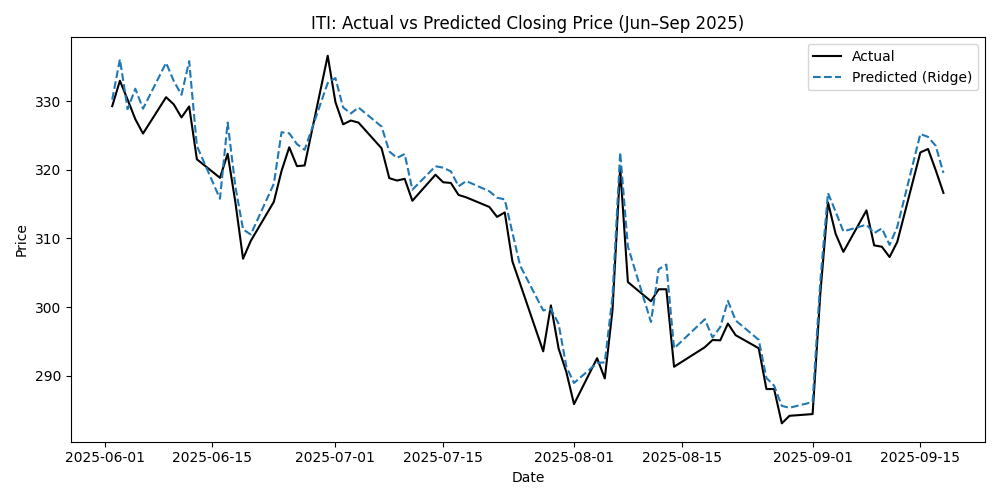 ITI: Actual vs Predicted Closing Price (Jun–Sep 2025)
Actual
Predicted (Ridge)
Price
330
320
310
300
290
2025-06-01 2025-06-15 2025-07-01 2025-07-15 2025-08-01 2025-08-15 2025-09-01 2025-09-15
Date